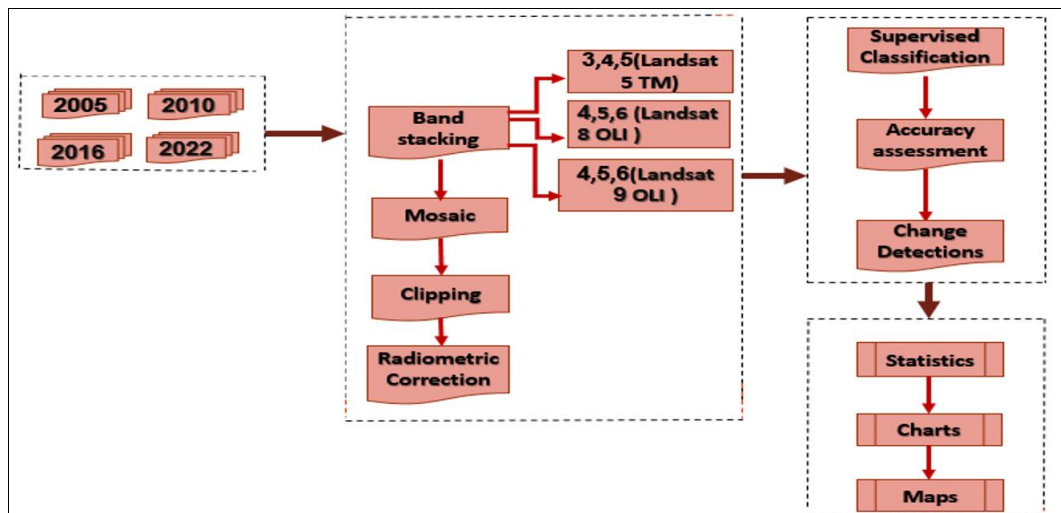 2005
2010
2016
2022
Band
stacking
3,4,5(Landsat
5 TM)
4,5,6 (Landsat
8 OLI )
4,5,6(Landsat
9 OLI )
Mosaic
Clipping
Radiometric
Correction
Supervised
Classification
Accuracy
assessment
Change
Detections
Statistics
Charts
Maps